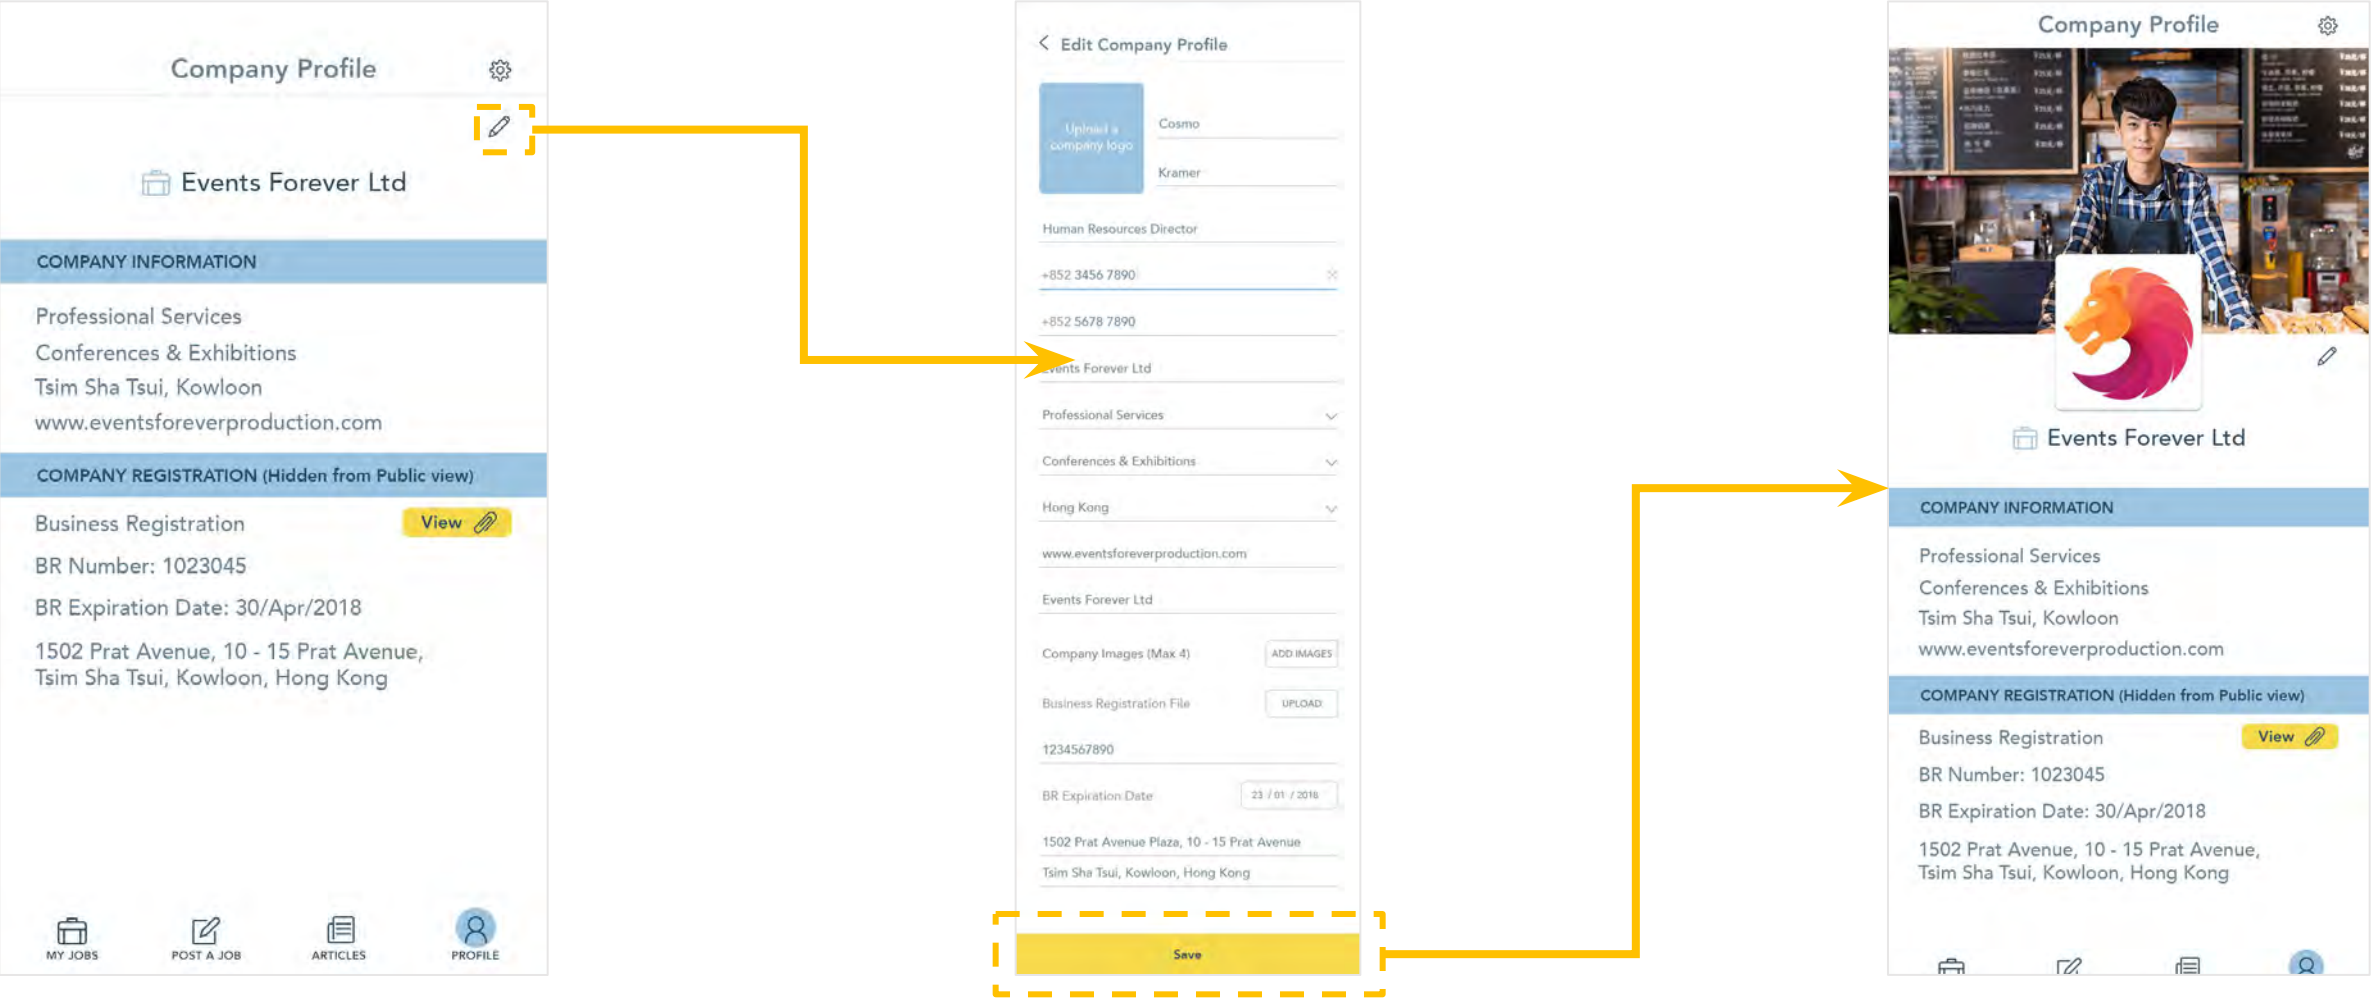 Company Profile
Events Forever Ltd
COMPANY INFORMATION
Professional Services
Conferences & Exhibitions
Tsim Sha Tsui, Kowloon
www.eventsforeverproduction.com
COMPANY REGISTRATION (Hidden from Public view)
Business Registration
View
BR Number: 1023045
BR Expiration Date: 30/Apr/2018
1502 Prat Avenue, 10 - 15 Prat Avenue,
Tsim Sha Tsui, Kowloon, Hong Kong
MY JOBS
POST A JOB
ARTICLES
PROFILE
Edit Company Profile
Upload a
company logo
Cosmo
Kramer
Human Resources Director
+852 3456 7890
+852 5678 7890
Events Forever Ltd
Professional Services
Conferences & Exhibitions
Hong Kong
www.eventsforeverproduction.com
Events Forever Ltd
Company Images (Max 4)
ADD IMAGES
Business Registration File
UPLOAD
1234567890
BR Expiration Date
23 / 01 / 2018
1502 Prat Avenue Plaza, 10 - 15 Prat Avenue
Tsim Sha Tsui, Kowloon, Hong Kong
Save
Company Profile
Events Forever Ltd
COMPANY INFORMATION
Professional Services
Conferences & Exhibitions
Tsim Sha Tsui, Kowloon
www.eventsforeverproduction.com
COMPANY REGISTRATION (Hidden from Public view)
Business Registration
View
BR Number: 1023045
BR Expiration Date: 30/Apr/2018
1502 Prat Avenue, 10 - 15 Prat Avenue,
Tsim Sha Tsui, Kowloon, Hong Kong